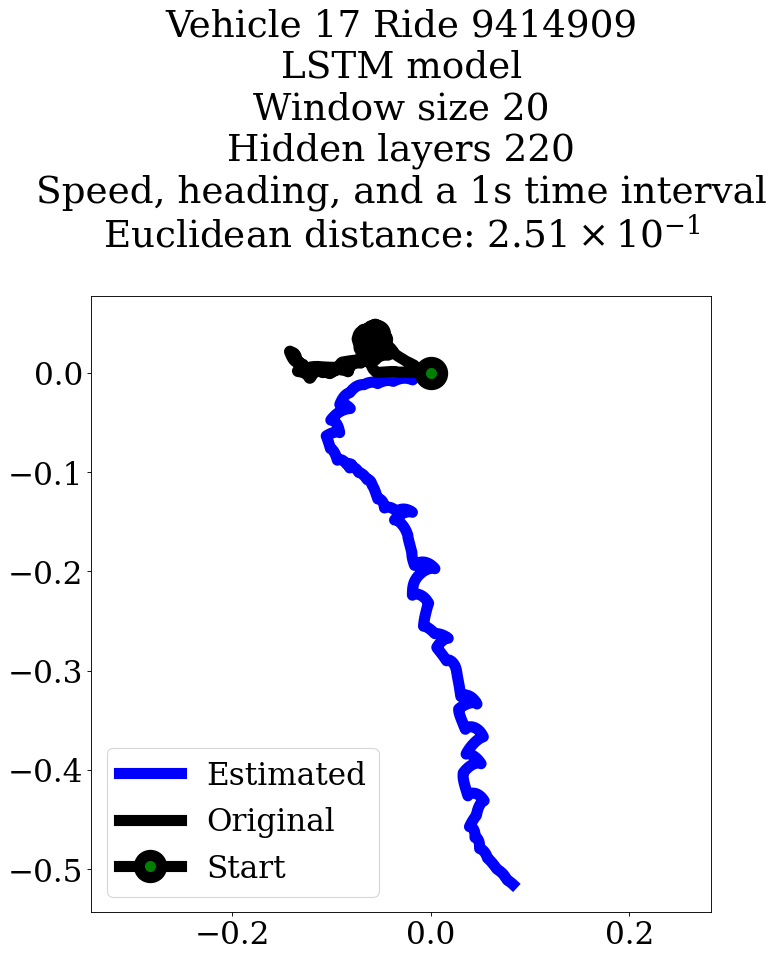 Vehicle 17 Ride 9414909
LSTM model
Window size 20
Hidden layers 220
Speed, heading, and a 1s time interval
Euclidean distance: 2.51 × 10⁻¹
0.0
−0.1
−0.2
−0.3
−0.4
−0.5
Estimated
Original
Start
−0.2 0.0 0.2